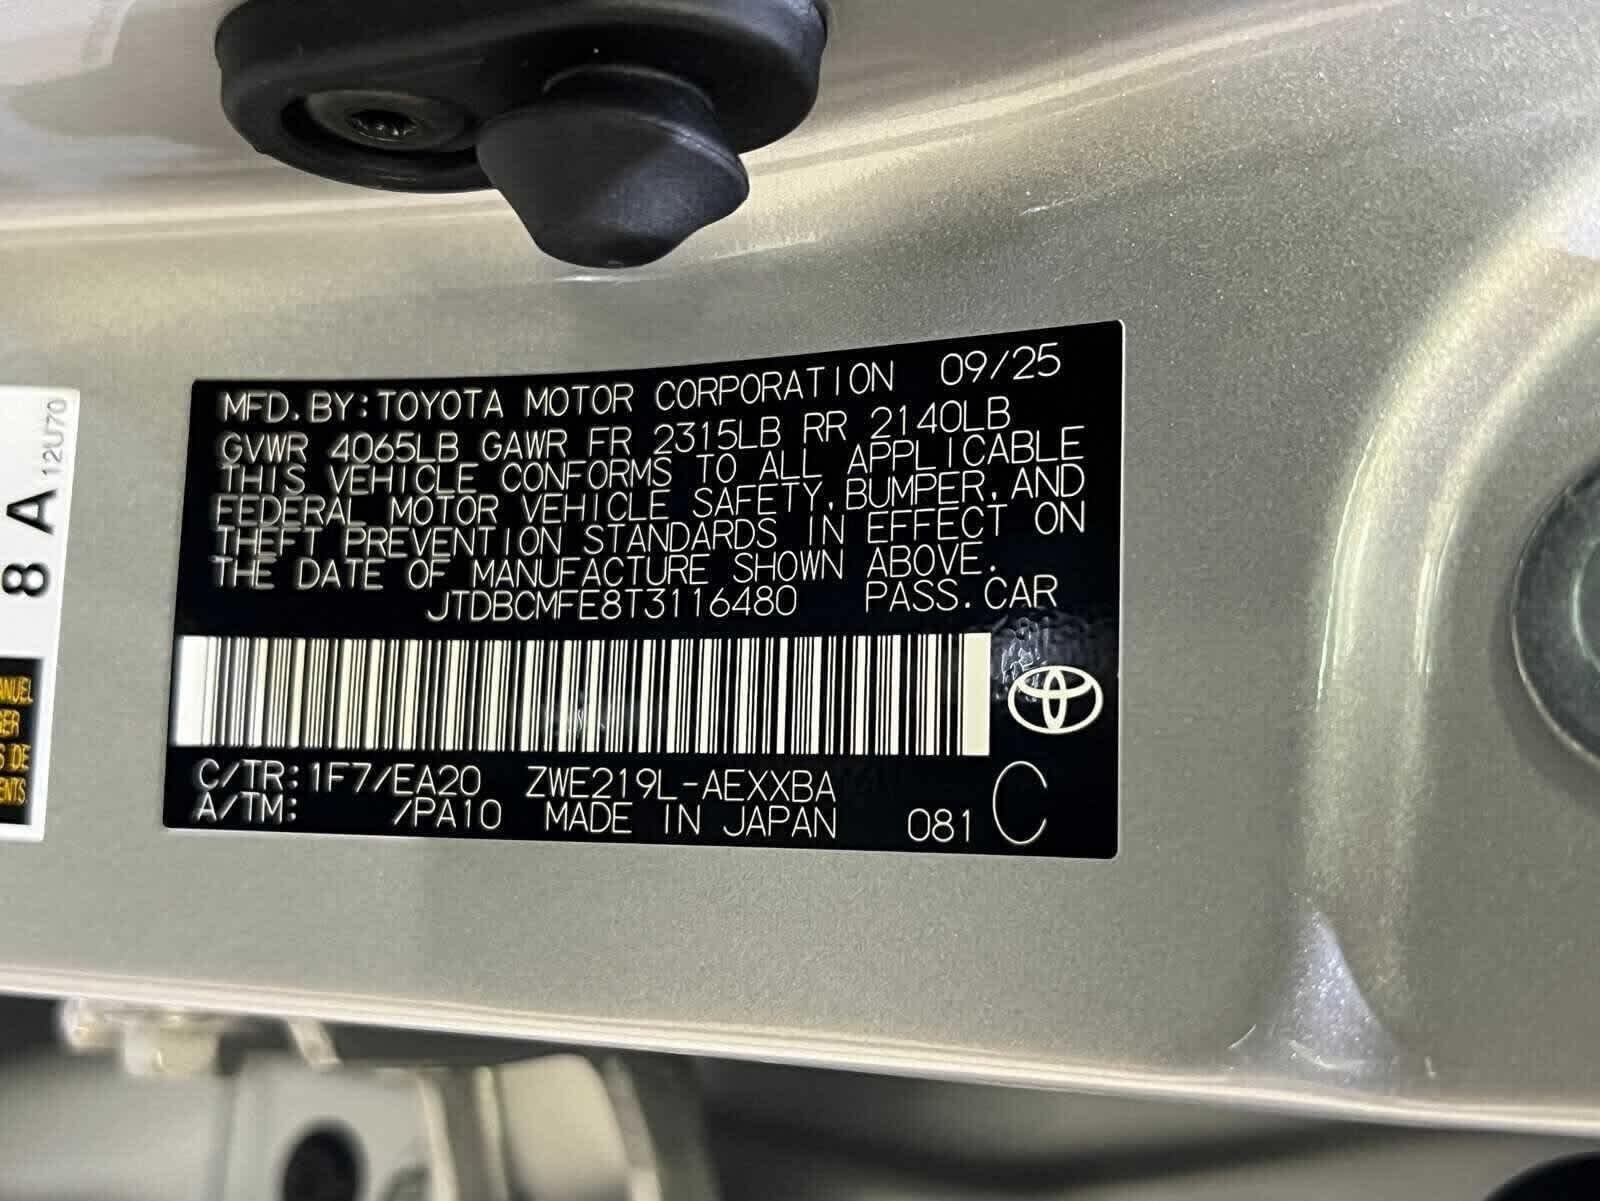 MFD.BY:TOYOTA MOTOR CORPORATION 09/25
GVWR 4065LB GAWR FR 2315LB RR 2140LB
THIS VEHICLE CONFORMS TO ALL APPLICABLE
FEDERAL MOTOR VEHICLE SAFETY,BUMPER,AND
THEFT PREVENTION STANDARDS IN EFFECT ON
THE DATE OF MANUFACTURE SHOWN ABOVE.
JTDBCMFE8T3116480 PASS.CAR
C/TR:1F7/EA20 ZWE219L-AEXXBA
A/TM: /PA10 MADE IN JAPAN 081 C
8 A 12U70
DE